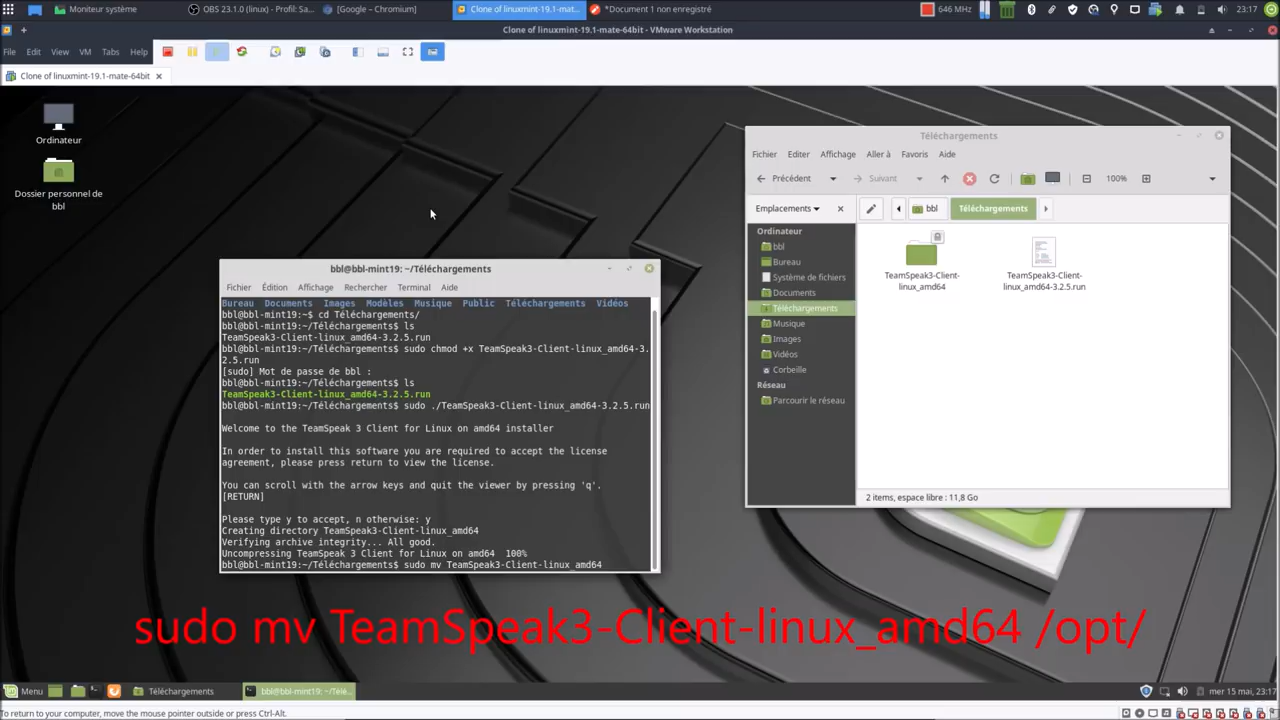 Moniteur système
OBS 23.1.0 (linux) - Profil: Sa...
[Google – Chromium]
Clone of linuxmint-19.1-mate-64bit -...
*Document 1 non enregistré
646 MHz
23:17
Clone of linuxmint-19.1-mate-64bit - VMware Workstation
File Edit View VM Tabs Help
Clone of linuxmint-19.1-mate-64bit
Ordinateur
Dossier personnel de
bbl
bbl@bbl-mint19: ~/Téléchargements
Fichier Édition Affichage Rechercher Terminal Aide
Bureau Documents Images Modèles Musique Public Téléchargements Vidéos
bbl@bbl-mint19:~$ cd Téléchargements/
bbl@bbl-mint19:~/Téléchargements$ ls
TeamSpeak3-Client-linux_amd64-3.2.5.run
bbl@bbl-mint19:~/Téléchargements$ sudo chmod +x TeamSpeak3-Client-linux_amd64-3.
2.5.run
[sudo] Mot de passe de bbl :
bbl@bbl-mint19:~/Téléchargements$ ls
TeamSpeak3-Client-linux_amd64-3.2.5.run
bbl@bbl-mint19:~/Téléchargements$ sudo ./TeamSpeak3-Client-linux_amd64-3.2.5.run
Welcome to the TeamSpeak 3 Client for Linux on amd64 installer
In order to install this software you are required to accept the license
agreement, please press return to view the license.
You can scroll with the arrow keys and quit the viewer by pressing 'q'.
[RETURN]
Please type y to accept, n otherwise: y
Creating directory TeamSpeak3-Client-linux_amd64
Verifying archive integrity... All good.
Uncompressing TeamSpeak 3 Client for Linux on amd64 100%
bbl@bbl-mint19:~/Téléchargements$ sudo mv TeamSpeak3-Client-linux_amd64
Téléchargements
Fichier Editer Affichage Aller à Favoris Aide
Précédent Suivant 100%
Emplacements
bbl Téléchargements
Ordinateur
bbl
Bureau
Système de fichiers
Documents
Téléchargements
Musique
Images
Vidéos
Corbeille
Réseau
Parcourir le réseau
TeamSpeak3-Client-
linux_amd64
TeamSpeak3-Client-
linux_amd64-3.2.5.run
2 items, espace libre : 11,8 Go
sudo mv TeamSpeak3-Client-linux_amd64 /opt/
Menu
Téléchargements
bbl@bbl-mint19: ~/Télé...
mer 15 mai, 23:17
To return to your computer, move the mouse pointer outside or press Ctrl-Alt.